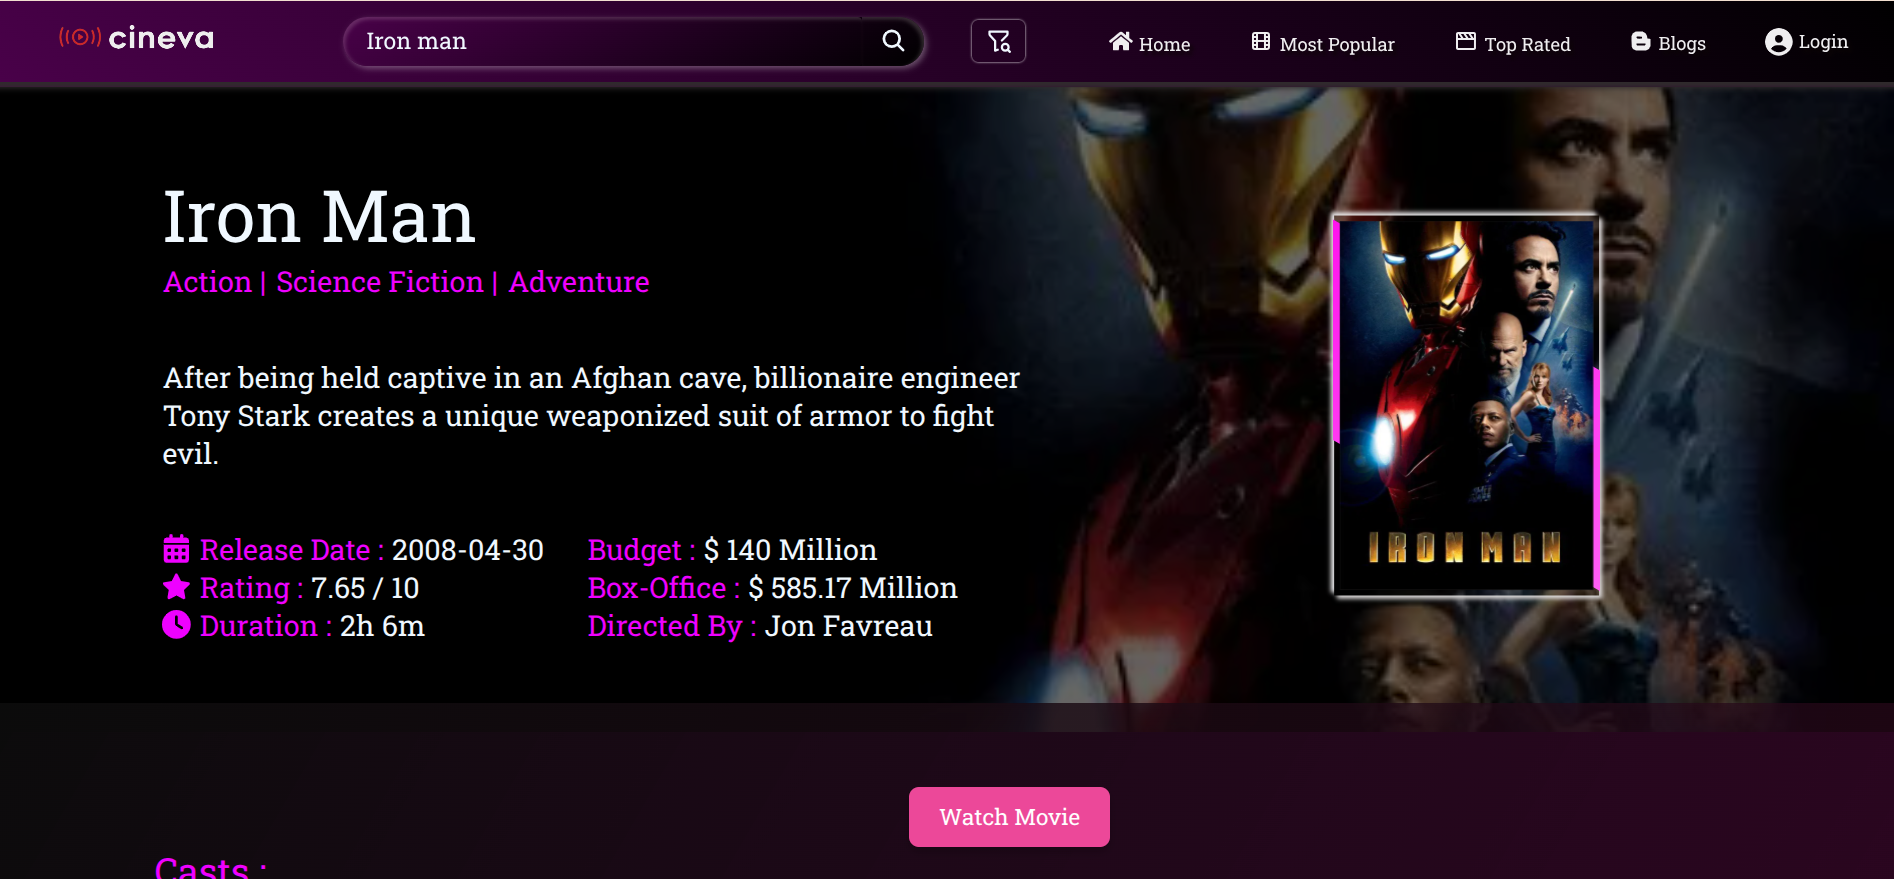 cineva
Iron man
Home
Most Popular
Top Rated
Blogs
Login
Iron Man
Action | Science Fiction | Adventure
After being held captive in an Afghan cave, billionaire engineer
Tony Stark creates a unique weaponized suit of armor to fight
evil.
Release Date : 2008-04-30
Rating : 7.65 / 10
Duration : 2h 6m
Budget : $ 140 Million
Box-Office : $ 585.17 Million
Directed By : Jon Favreau
IRON MAN
Watch Movie
Casts :